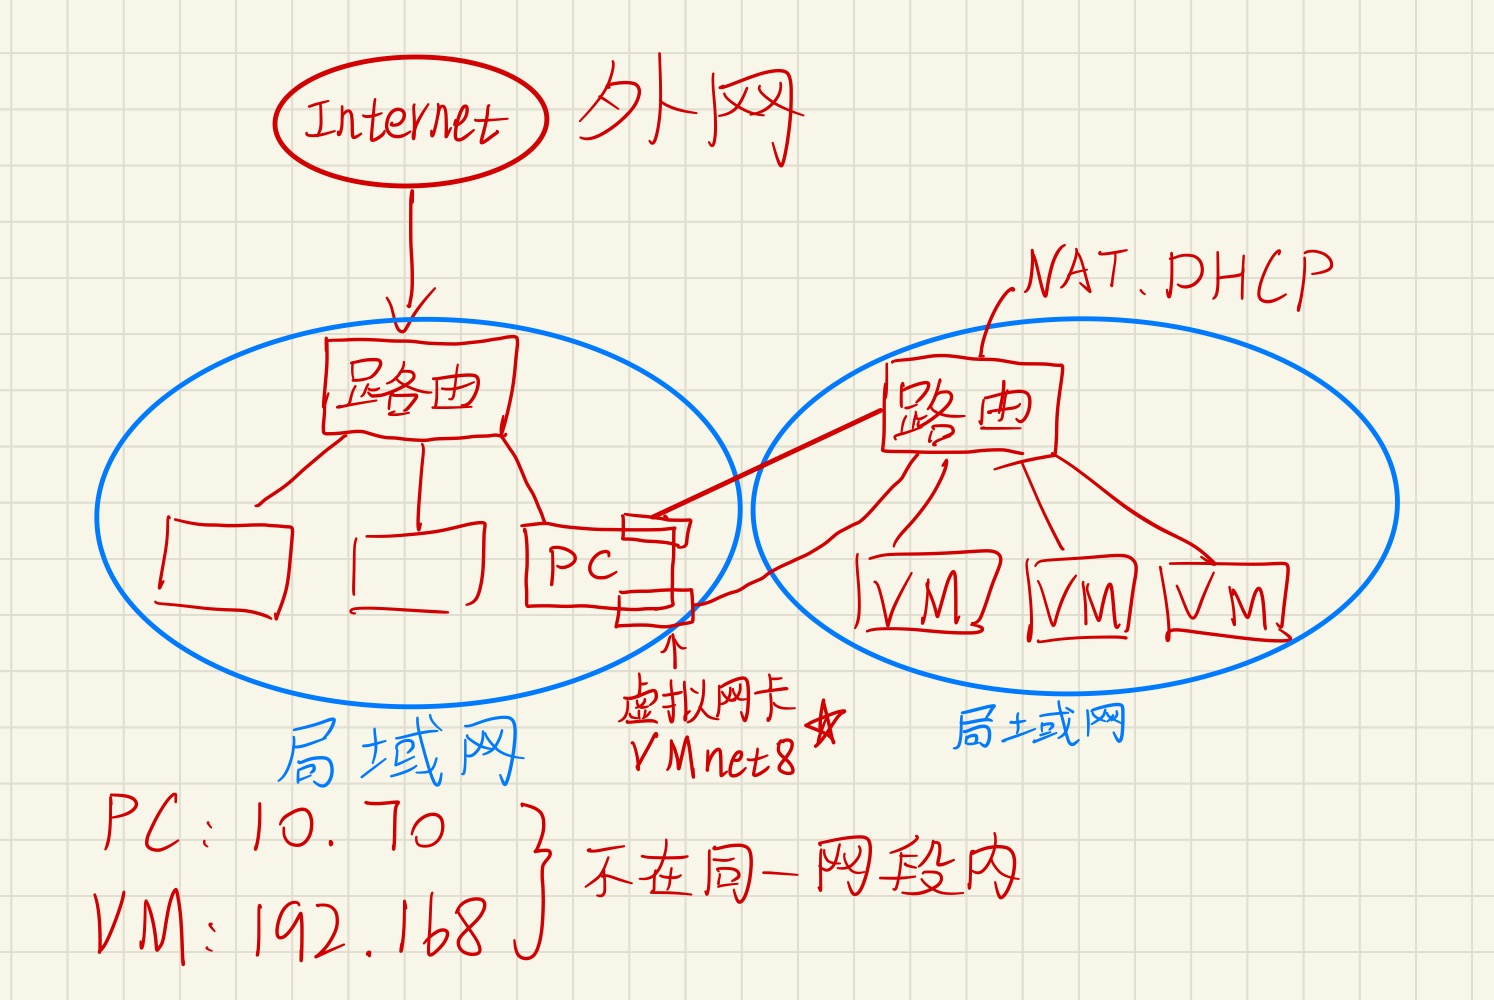 Internet 外网
NAT.DHCP
路由
路由
PC
VM VM VM
虚拟网卡
VMnet8
局域网
局域网
PC: 10.70
VM: 192.168
不在同一网段内